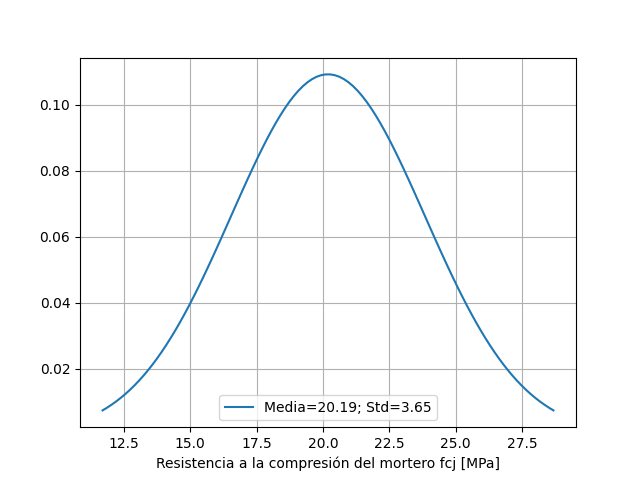 0.10
0.08
0.06
0.04
0.02
Media=20.19; Std=3.65
12.5 15.0 17.5 20.0 22.5 25.0 27.5
Resistencia a la compresión del mortero fcj [MPa]